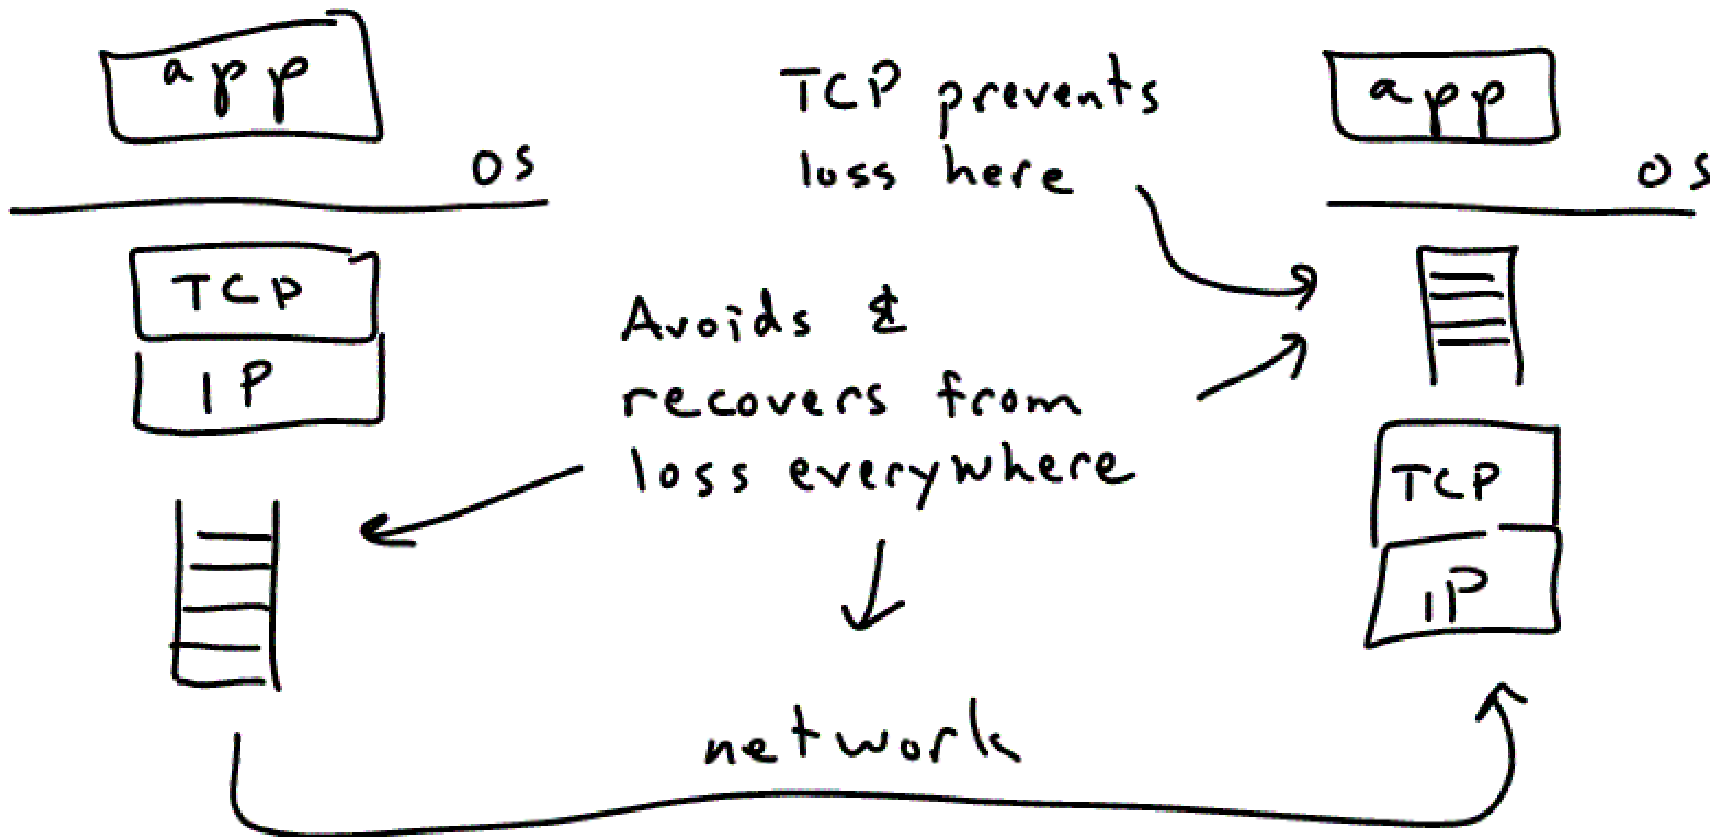 app
OS
TCP
IP
TCP prevents
loss here
Avoids &
recovers from
loss everywhere
network
app
OS
TCP
IP